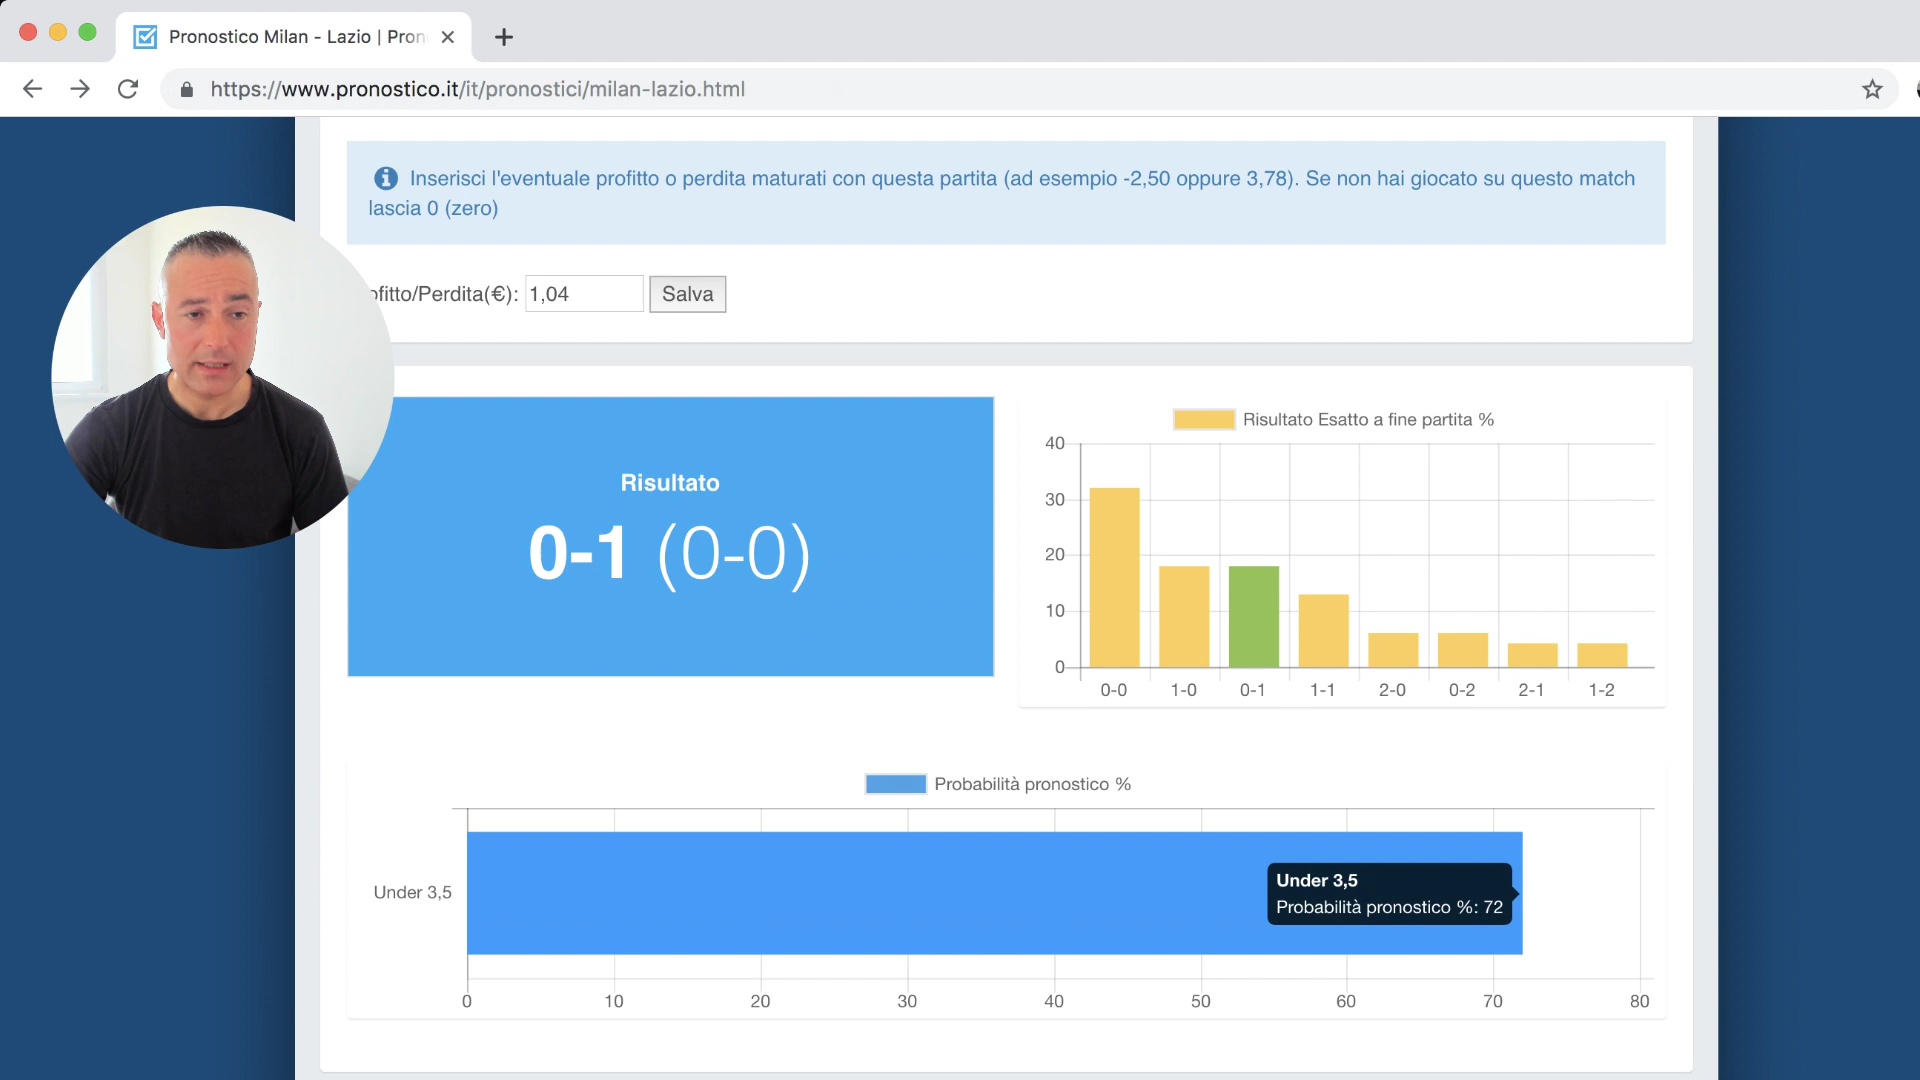 Pronostico Milan - Lazio | Pron
https://www.pronostico.it/it/pronostici/milan-lazio.html
Inserisci l'eventuale profitto o perdita maturati con questa partita (ad esempio -2,50 oppure 3,78). Se non hai giocato su questo match
lascia 0 (zero)
ofitto/Perdita(€): 1,04 Salva
Risultato
0-1 (0-0)
Risultato Esatto a fine partita %
40
30
20
10
0
0-0 1-0 0-1 1-1 2-0 0-2 2-1 1-2
Probabilità pronostico %
Under 3,5
Under 3,5
Probabilità pronostico %: 72
0 10 20 30 40 50 60 70 80